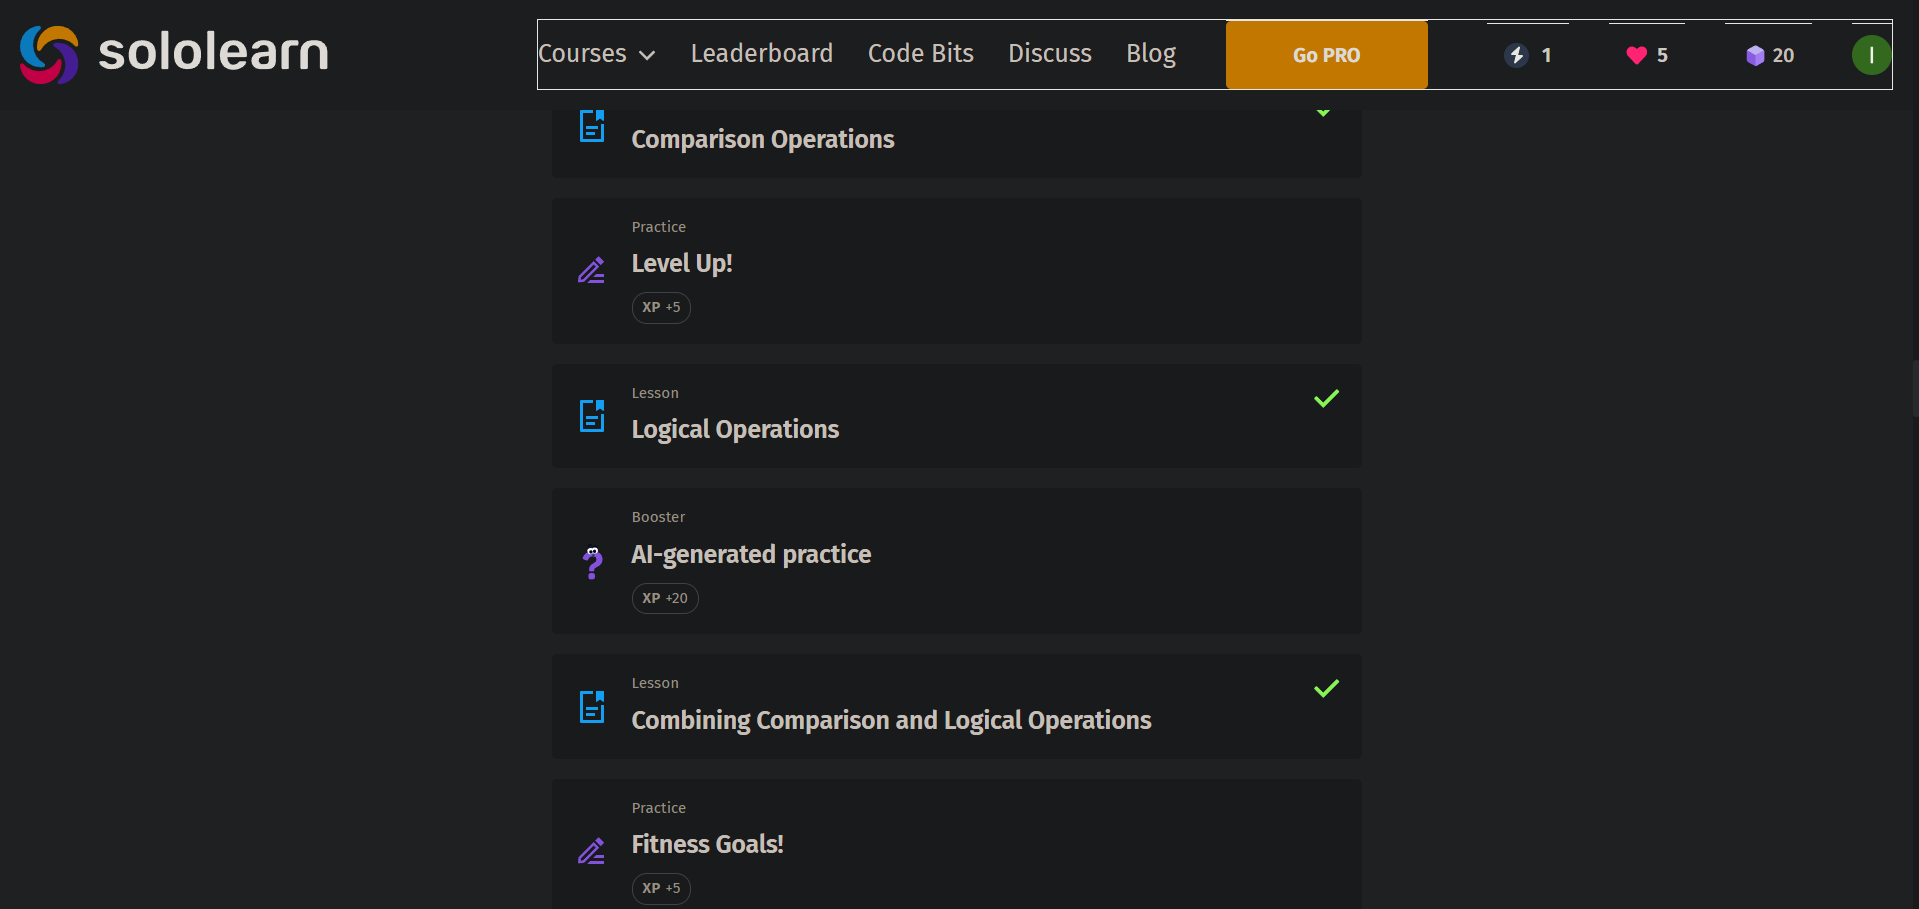 sololearn
Courses Leaderboard Code Bits Discuss Blog Go PRO 1 5 20 I
Comparison Operations
Practice
Level Up!
XP +5
Lesson
Logical Operations
Booster
AI-generated practice
XP +20
Lesson
Combining Comparison and Logical Operations
Practice
Fitness Goals!
XP +5